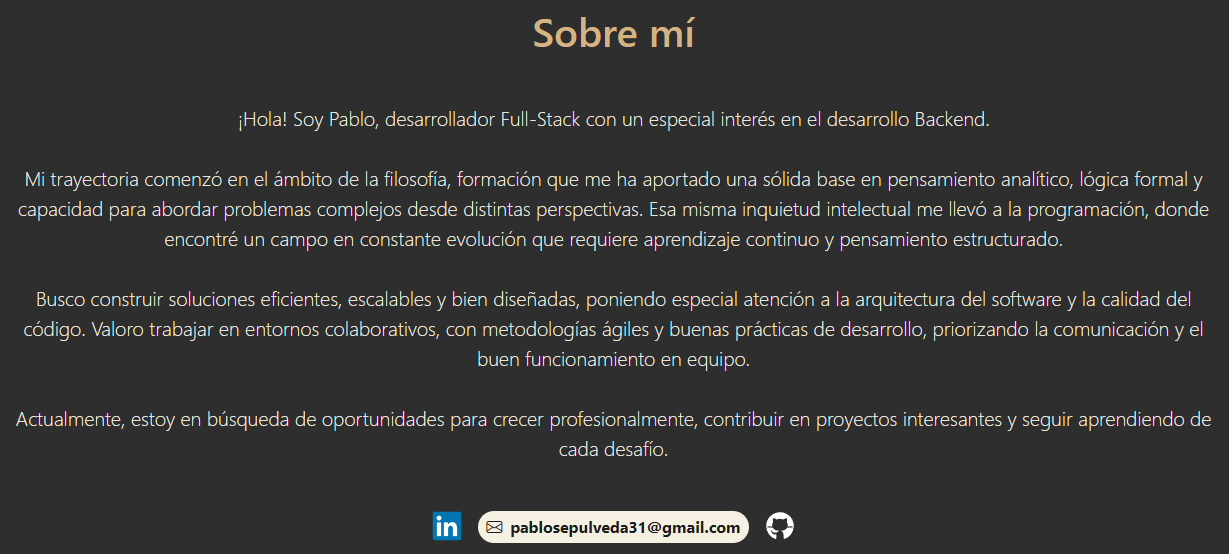 Sobre mí
¡Hola! Soy Pablo, desarrollador Full-Stack con un especial interés en el desarrollo Backend.
Mi trayectoria comenzó en el ámbito de la filosofía, formación que me ha aportado una sólida base en pensamiento analítico, lógica formal y
capacidad para abordar problemas complejos desde distintas perspectivas. Esa misma inquietud intelectual me llevó a la programación, donde
encontré un campo en constante evolución que requiere aprendizaje continuo y pensamiento estructurado.
Busco construir soluciones eficientes, escalables y bien diseñadas, poniendo especial atención a la arquitectura del software y la calidad del
código. Valoro trabajar en entornos colaborativos, con metodologías ágiles y buenas prácticas de desarrollo, priorizando la comunicación y el
buen funcionamiento en equipo.
Actualmente, estoy en búsqueda de oportunidades para crecer profesionalmente, contribuir en proyectos interesantes y seguir aprendiendo de
cada desafío.
in pablosepulveda31@gmail.com